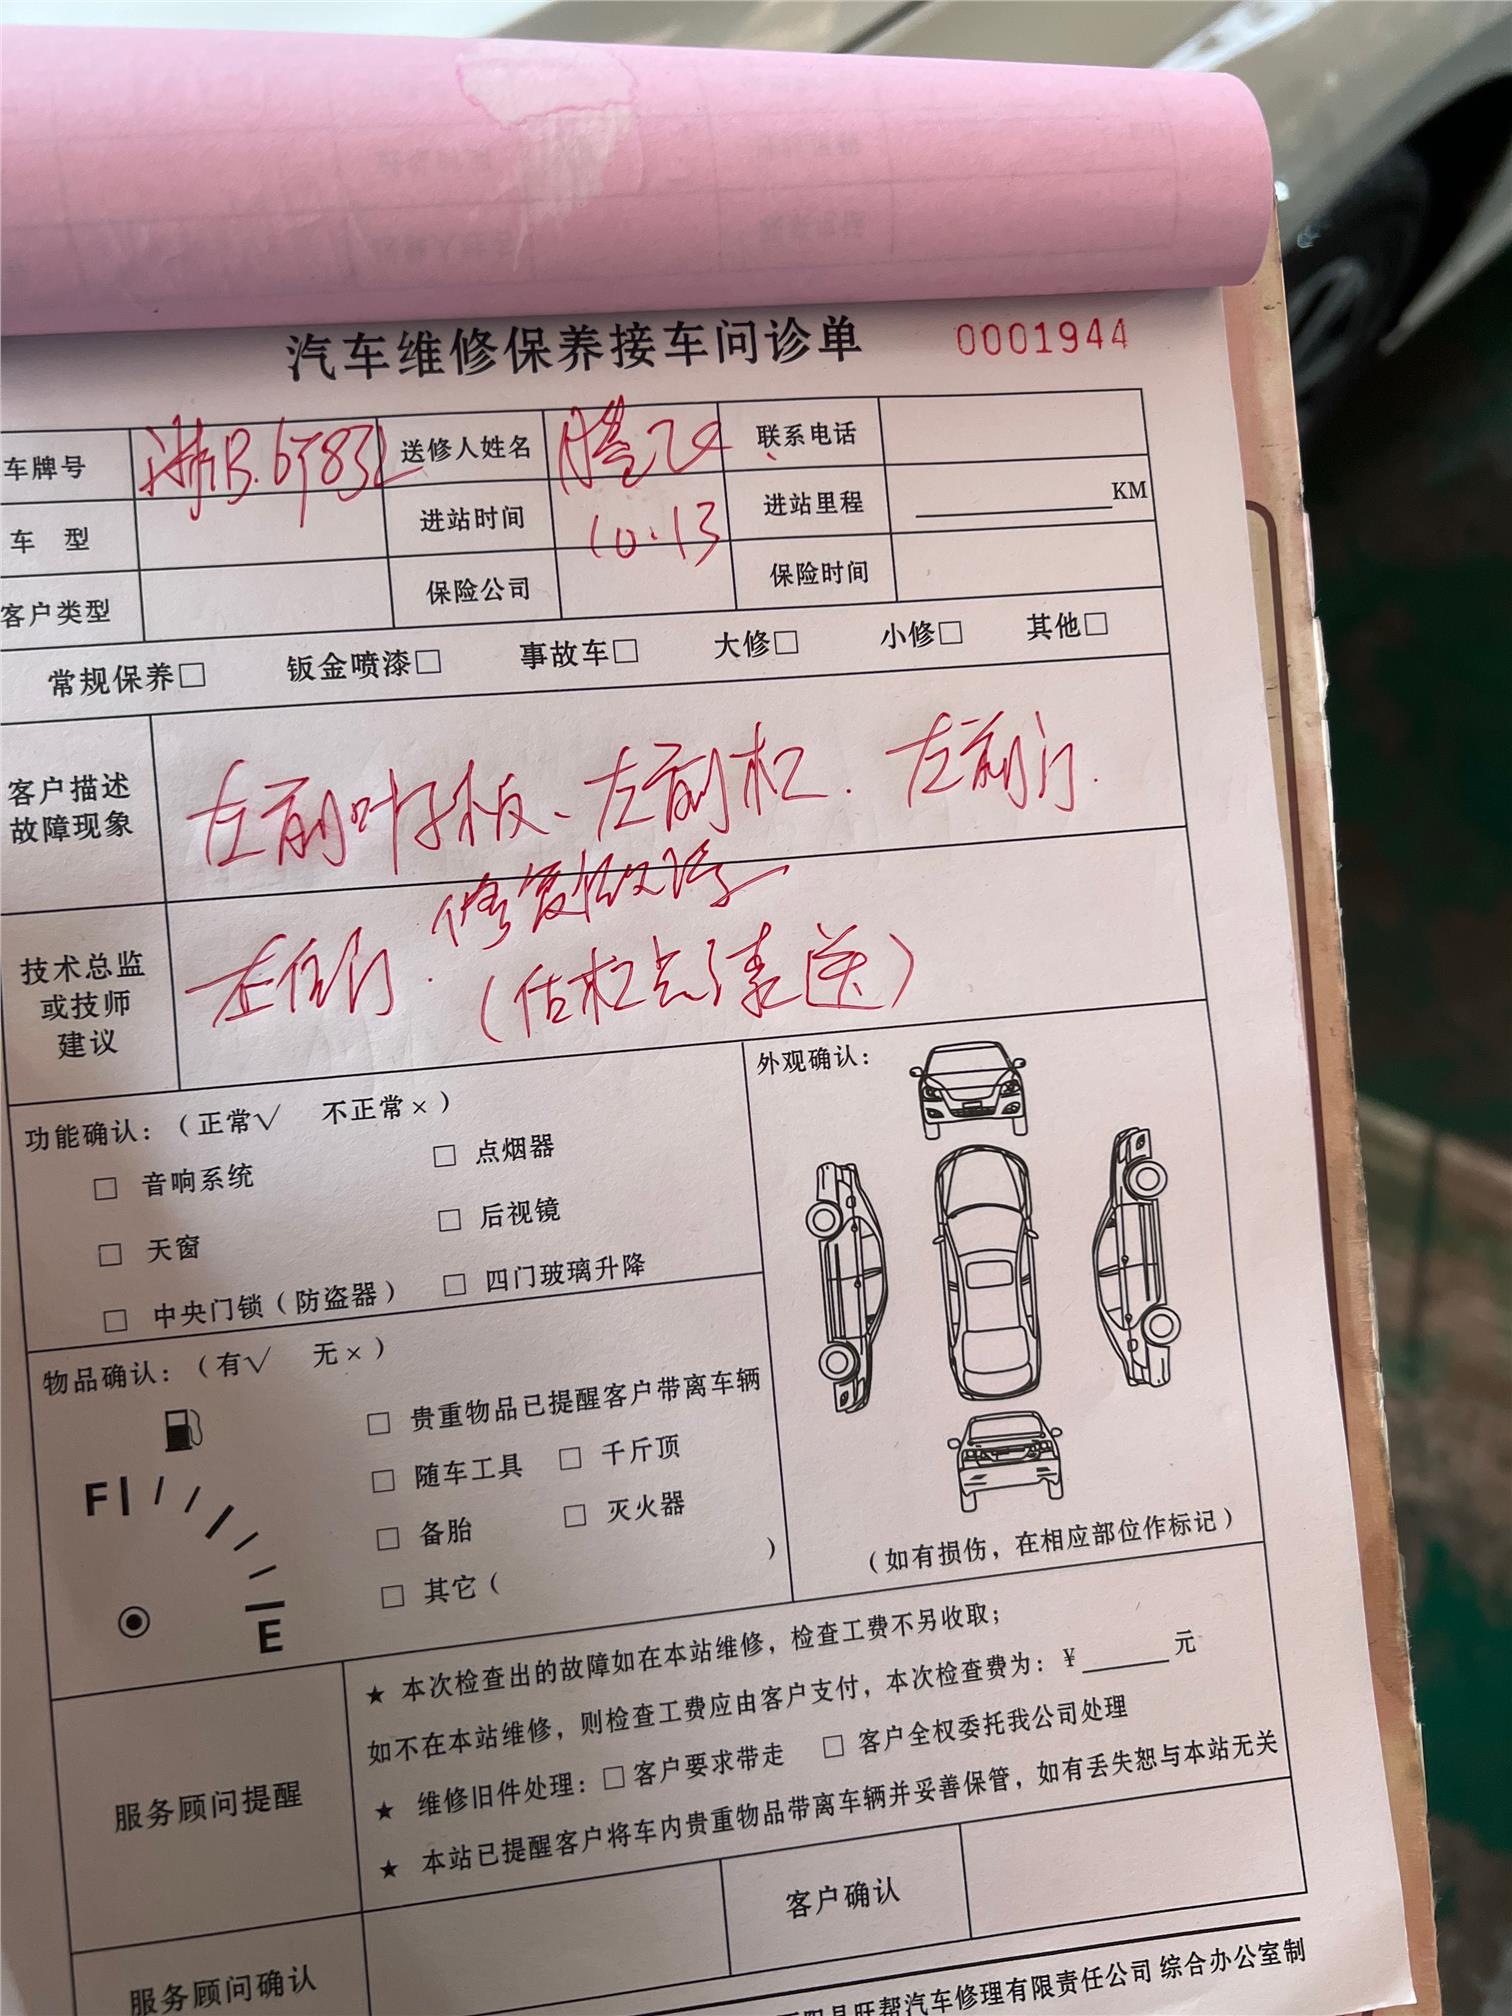 汽车维修保养接车问诊单 0001944
车牌号 浙B.6T832 送修人姓名 联系电话
车 型 进站时间 10.13 进站里程 KM
客户类型 保险公司 保险时间
常规保养□ 钣金喷漆□ 事故车□ 大修□ 小修□ 其他□
客户描述
故障现象
左前叶子板、左前杠.左前门.
修复做漆
技术总监
或技师
建议
左后门.
(右杠点漆送)
功能确认：（正常√ 不正常×）
□ 音响系统 □ 点烟器
□ 天窗 □ 后视镜
□ 中央门锁（防盗器） □ 四门玻璃升降
外观确认：
（如有损伤，在相应部位作标记）
物品确认：（有√ 无×）
□ 贵重物品已提醒客户带离车辆
□ 随车工具 □ 千斤顶
□ 备胎 □ 灭火器
□ 其它（ ）
F
E
服务顾问提醒
★ 本次检查出的故障如在本站维修，检查工费不另收取；
如不在本站维修，则检查工费应由客户支付，本次检查费为：¥ 元
★ 维修旧件处理：□客户要求带走 □ 客户全权委托我公司处理
★ 本站已提醒客户将车内贵重物品带离车辆并妥善保管，如有丢失恕与本站无关
服务顾问确认 客户确认
县旺帮汽车修理有限责任公司 综合办公室制